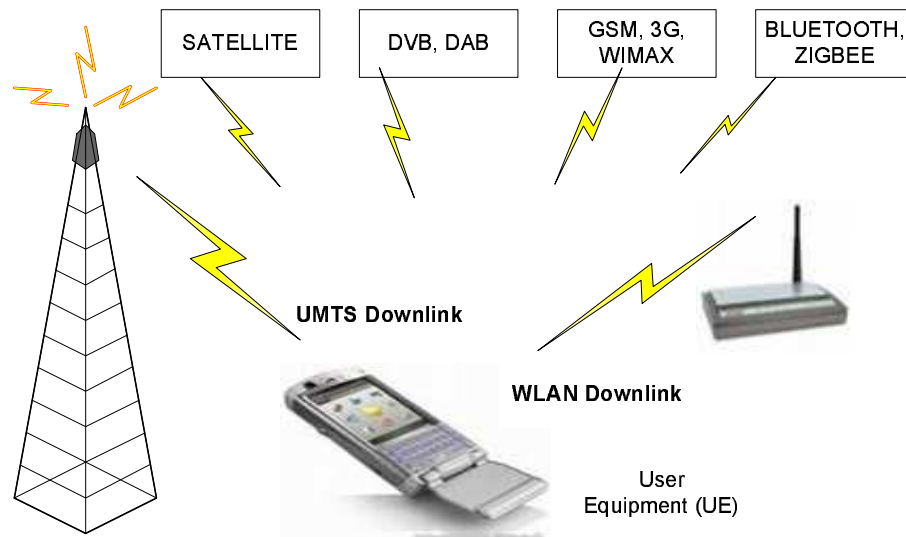 SATELLITE
DVB, DAB
GSM, 3G,
WIMAX
BLUETOOTH,
ZIGBEE
UMTS Downlink
WLAN Downlink
User
Equipment (UE)